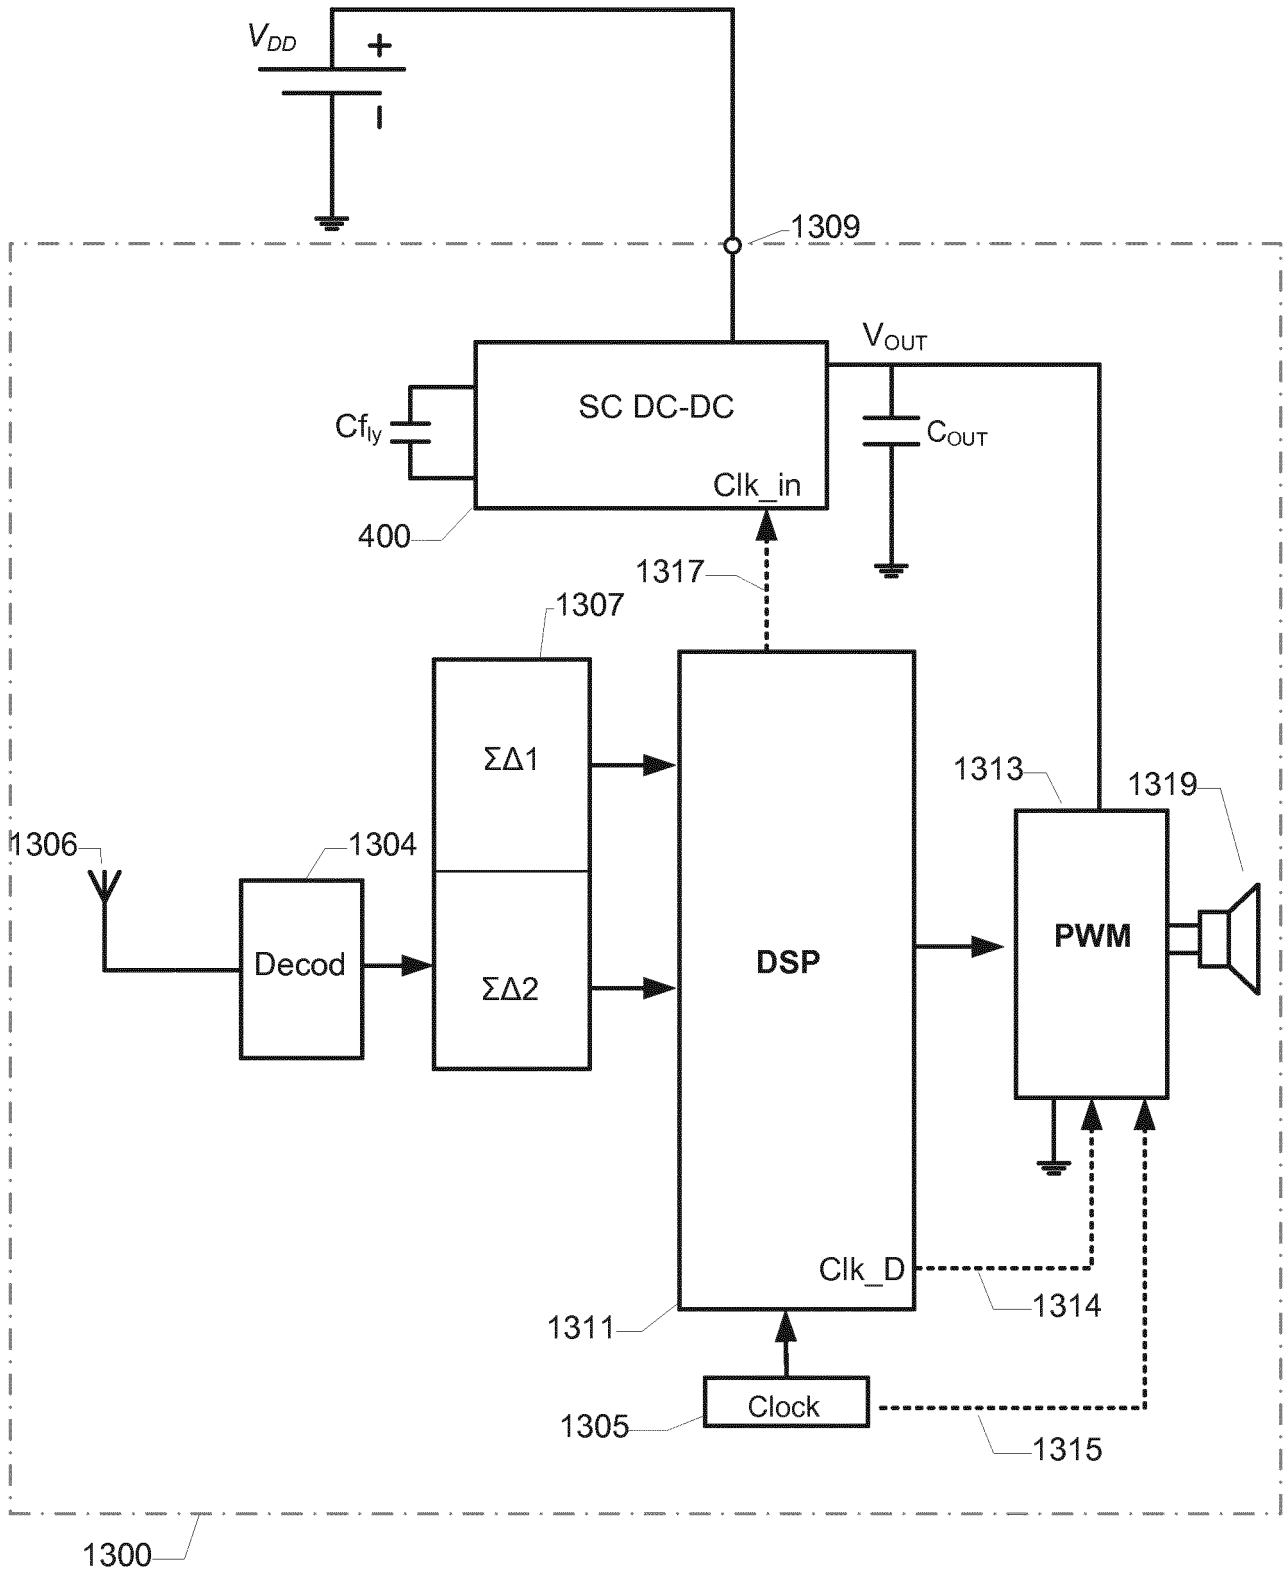 VDD
+
1309
VOUT
SC DC-DC
Cfly
COUT
Clk_in
400
1317
1307
ΣΔ1
1313
1319
1306
1304
PWM
Decod
DSP
ΣΔ2
Clk_D
1314
1311
Clock
1305
1315
1300